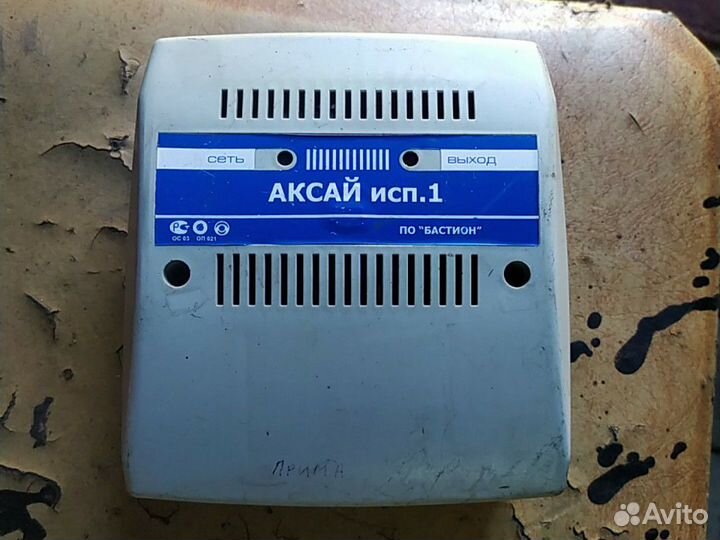 сеть выход
АКСАЙ исп.1
ОС 03 ОП 021 ПО "БАСТИОН"
ПРИМА
Avito